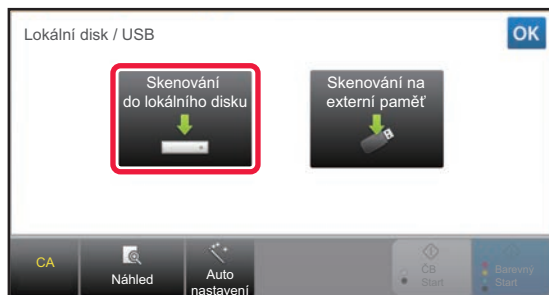 Lokální disk / USB
OK
Skenování
do lokálního disku
Skenování na
externí paměť
CA
Náhled
Auto
nastavení
ČB
Start
Barevný
Start